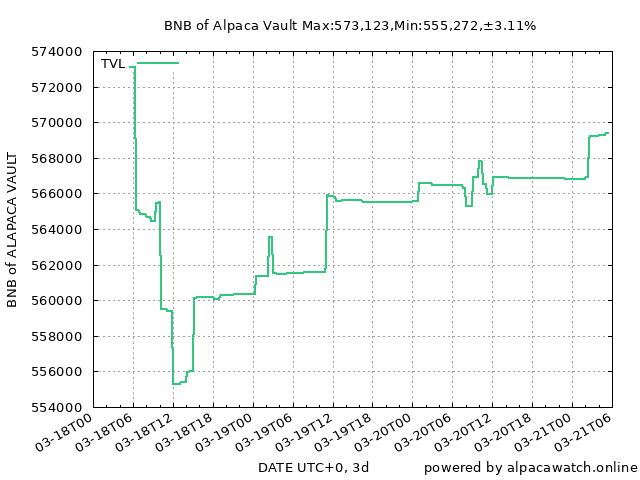 BNB of Alpaca Vault Max:573,123,Min:555,272,±3.11%
574000
572000
570000
568000
566000
564000
562000
560000
558000
556000
554000
TVL
BNB of ALAPACA VAULT
03-18T00
03-18T06
03-18T12
03-18T18
03-19T00
03-19T06
03-19T12
03-19T18
03-20T00
03-20T06
03-20T12
03-20T18
03-21T00
03-21T06
DATE UTC+0, 3d
powered by alpacawatch.online